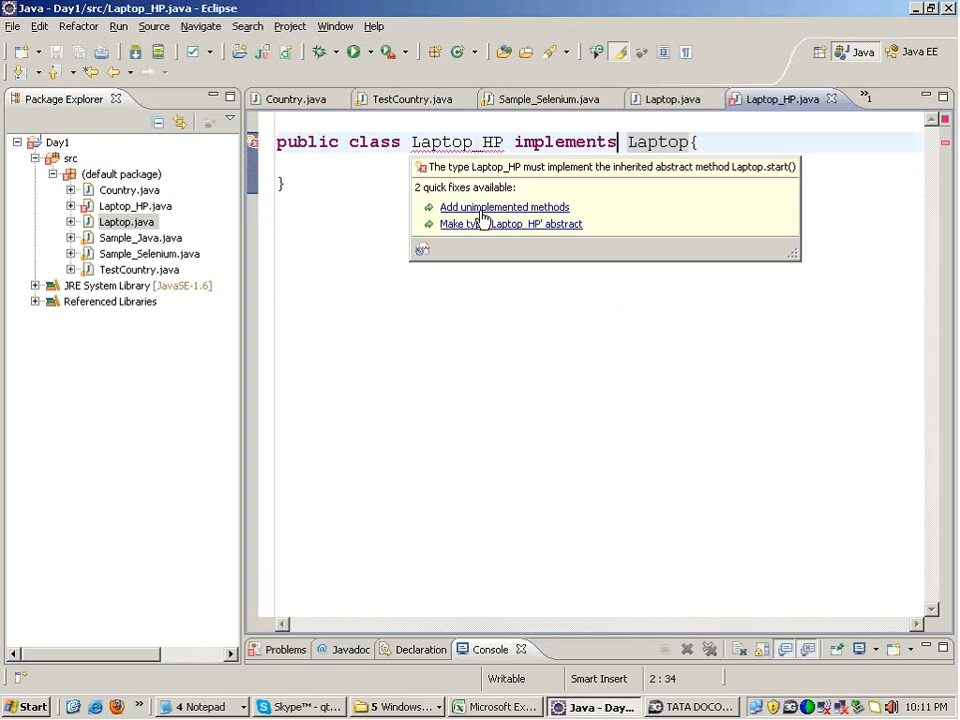 Java - Day1/src/Laptop_HP.java - Eclipse
File Edit Refactor Run Source Navigate Search Project Window Help
Java
Java EE
Package Explorer
Country.java
TestCountry.java
Sample_Selenium.java
Laptop.java
Laptop_HP.java
»1
Day1
src
(default package)
Country.java
Laptop_HP.java
Laptop.java
Sample_Java.java
Sample_Selenium.java
TestCountry.java
JRE System Library [JavaSE-1.6]
Referenced Libraries
public class Laptop_HP implements Laptop{
}
The type Laptop_HP must implement the inherited abstract method Laptop.start()
2 quick fixes available:
Add unimplemented methods
Make type 'Laptop_HP' abstract
Problems
Javadoc
Declaration
Console
Writable
Smart Insert
2 : 34
Start
4 Notepad
Skype™ - qt...
5 Windows...
Microsoft Ex...
Java - Day...
TATA DOCO...
10:11 PM